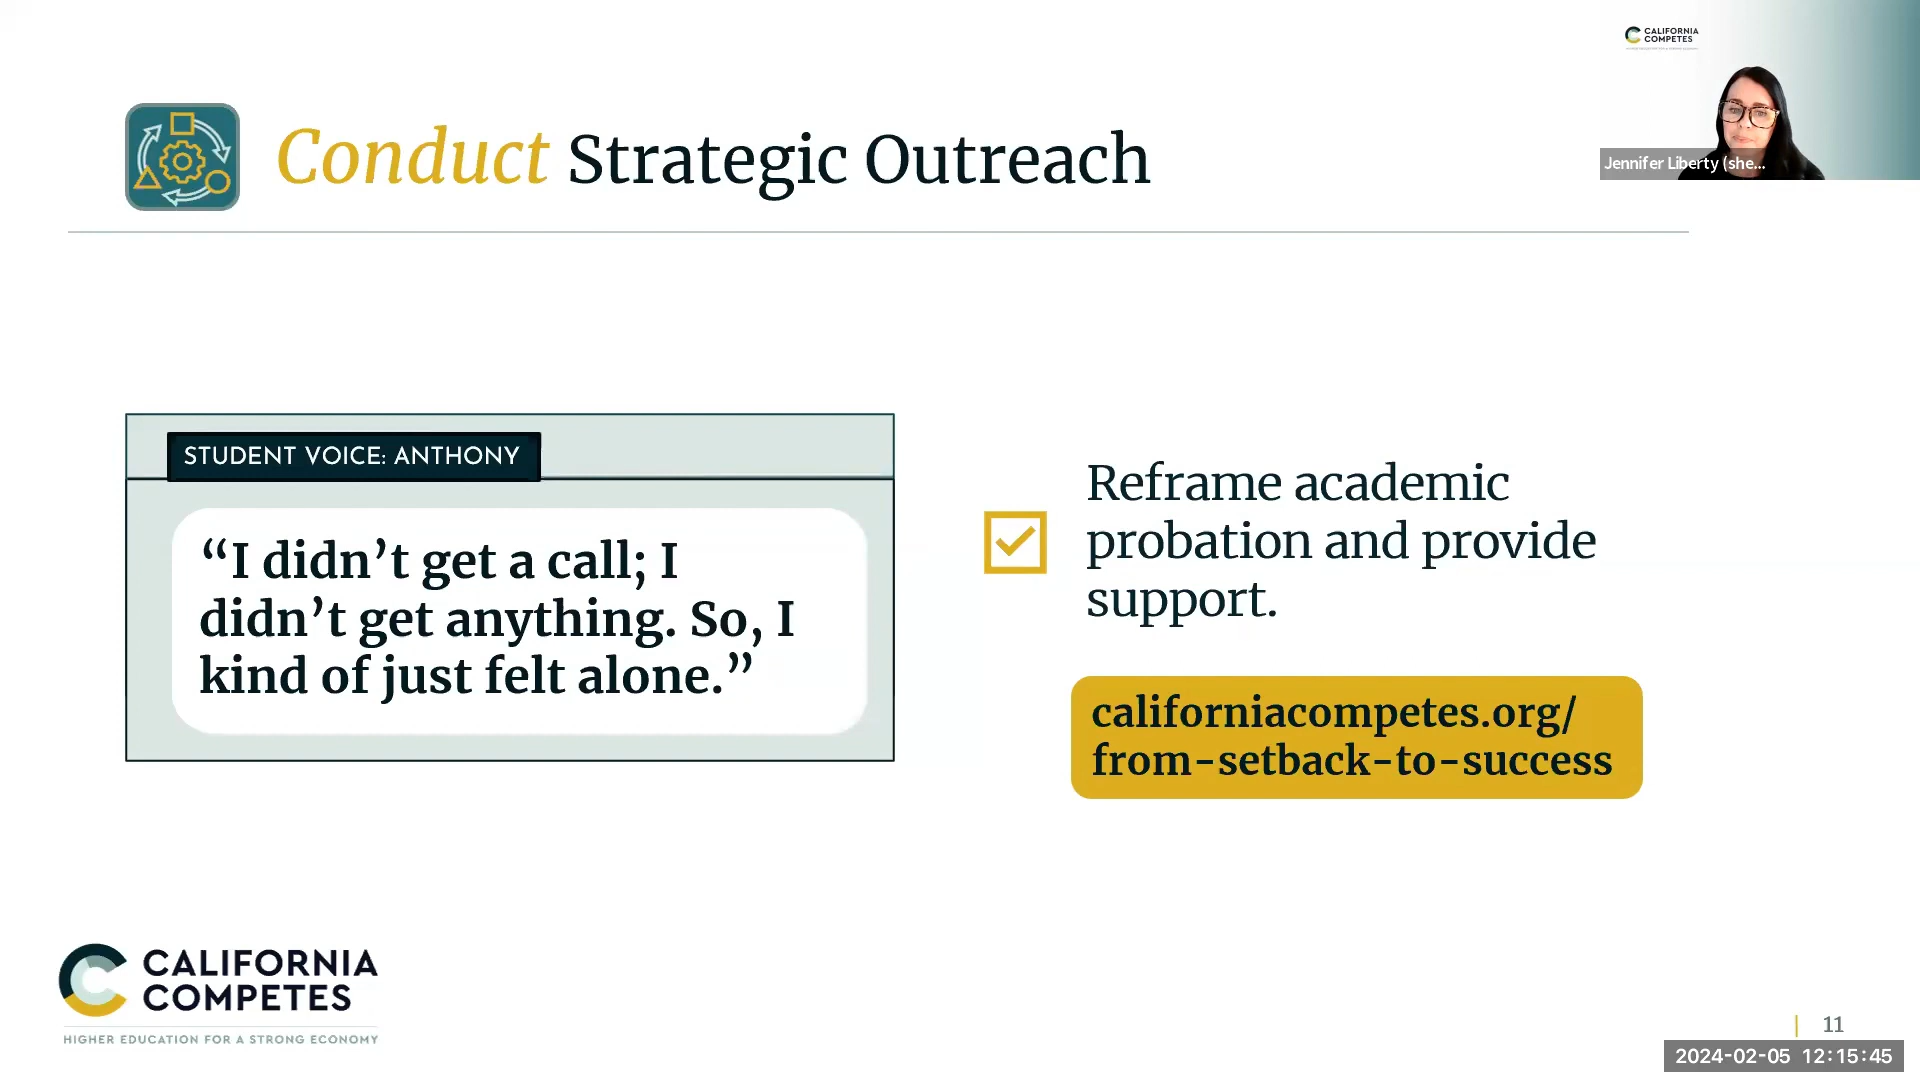 CALIFORNIA
COMPETES
Jennifer Liberty (she...
Conduct Strategic Outreach
STUDENT VOICE: ANTHONY
“I didn’t get a call; I
didn’t get anything. So, I
kind of just felt alone.”
Reframe academic
probation and provide
support.
californiacompetes.org/
from-setback-to-success
CALIFORNIA
COMPETES
HIGHER EDUCATION FOR A STRONG ECONOMY
11
2024-02-05 12:15:45